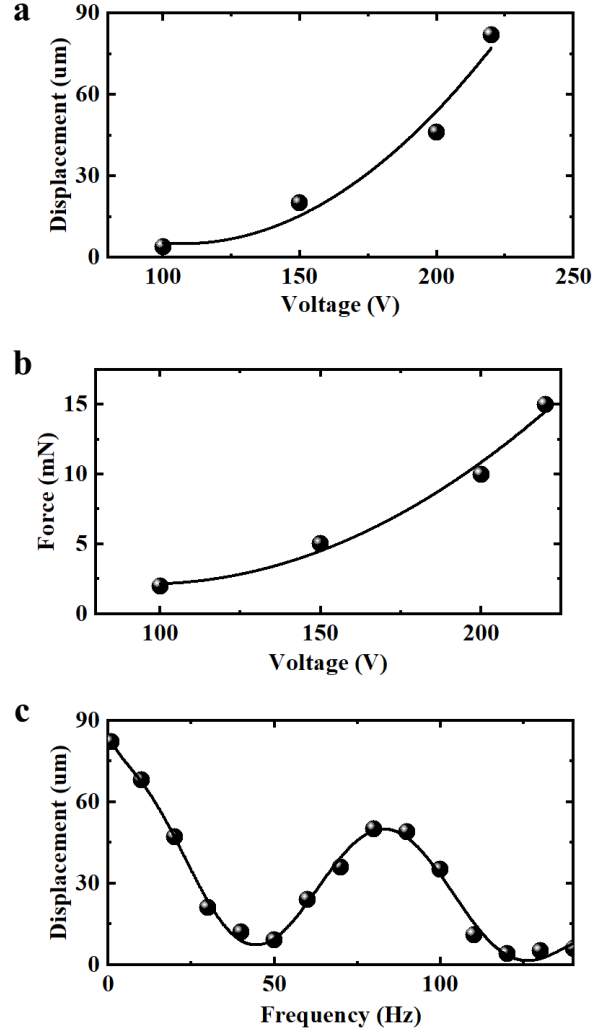 a
90
60
30
0
Displacement (um)
100 150 200 250
Voltage (V)
b
15
10
5
0
Force (mN)
100 150 200
Voltage (V)
c
90
60
30
0
Displacement (um)
0 50 100
Frequency (Hz)